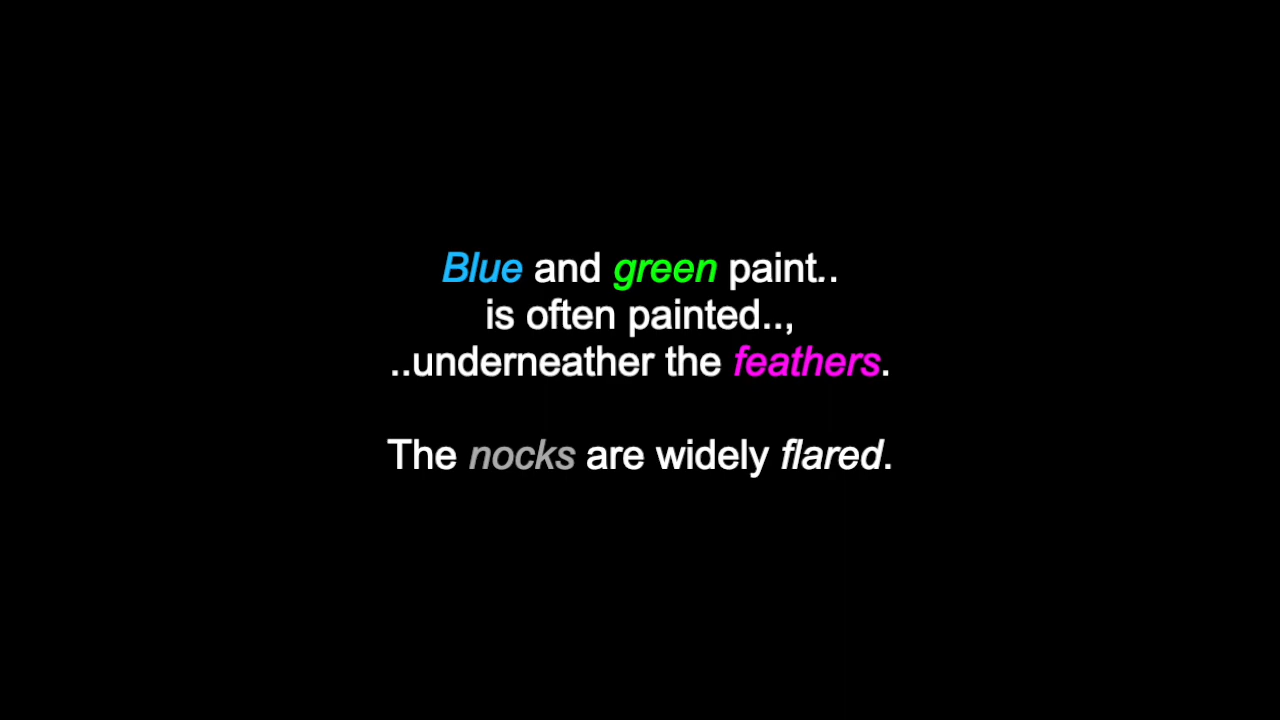 Blue and green paint..
is often painted..,
..underneather the feathers.
The nocks are widely flared.